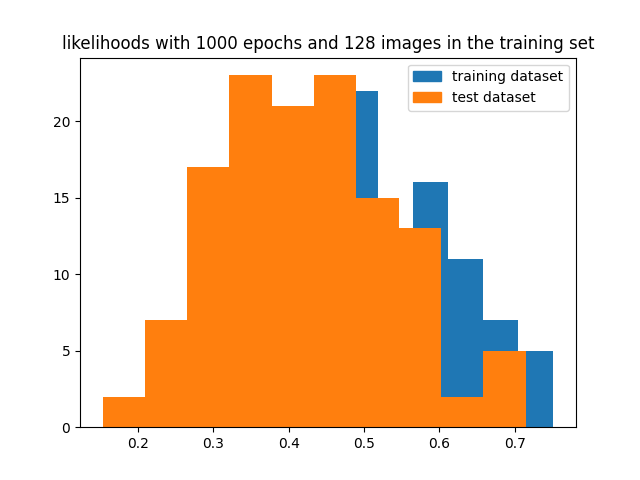 likelihoods with 1000 epochs and 128 images in the training set
training dataset
test dataset
20
15
10
5
0
0.2 0.3 0.4 0.5 0.6 0.7